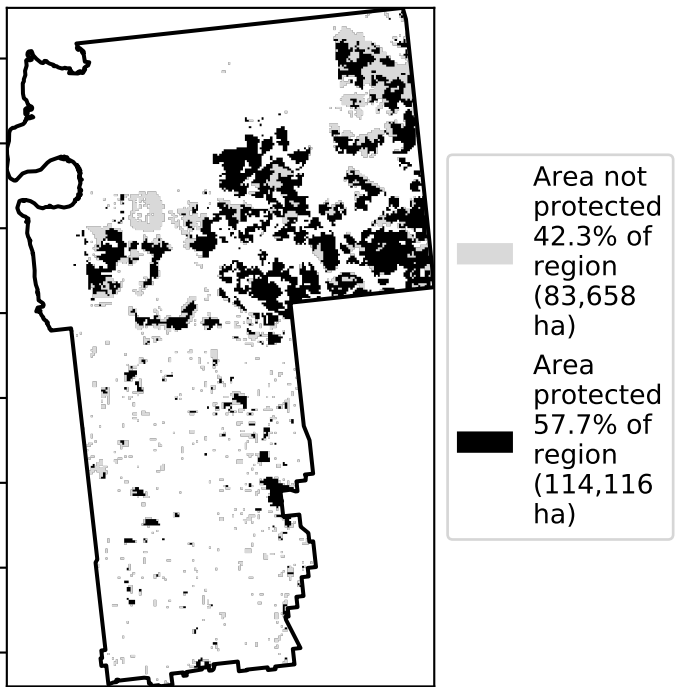 Area not
protected
42.3% of
region
(83,658
ha)
Area
protected
57.7% of
region
(114,116
ha)